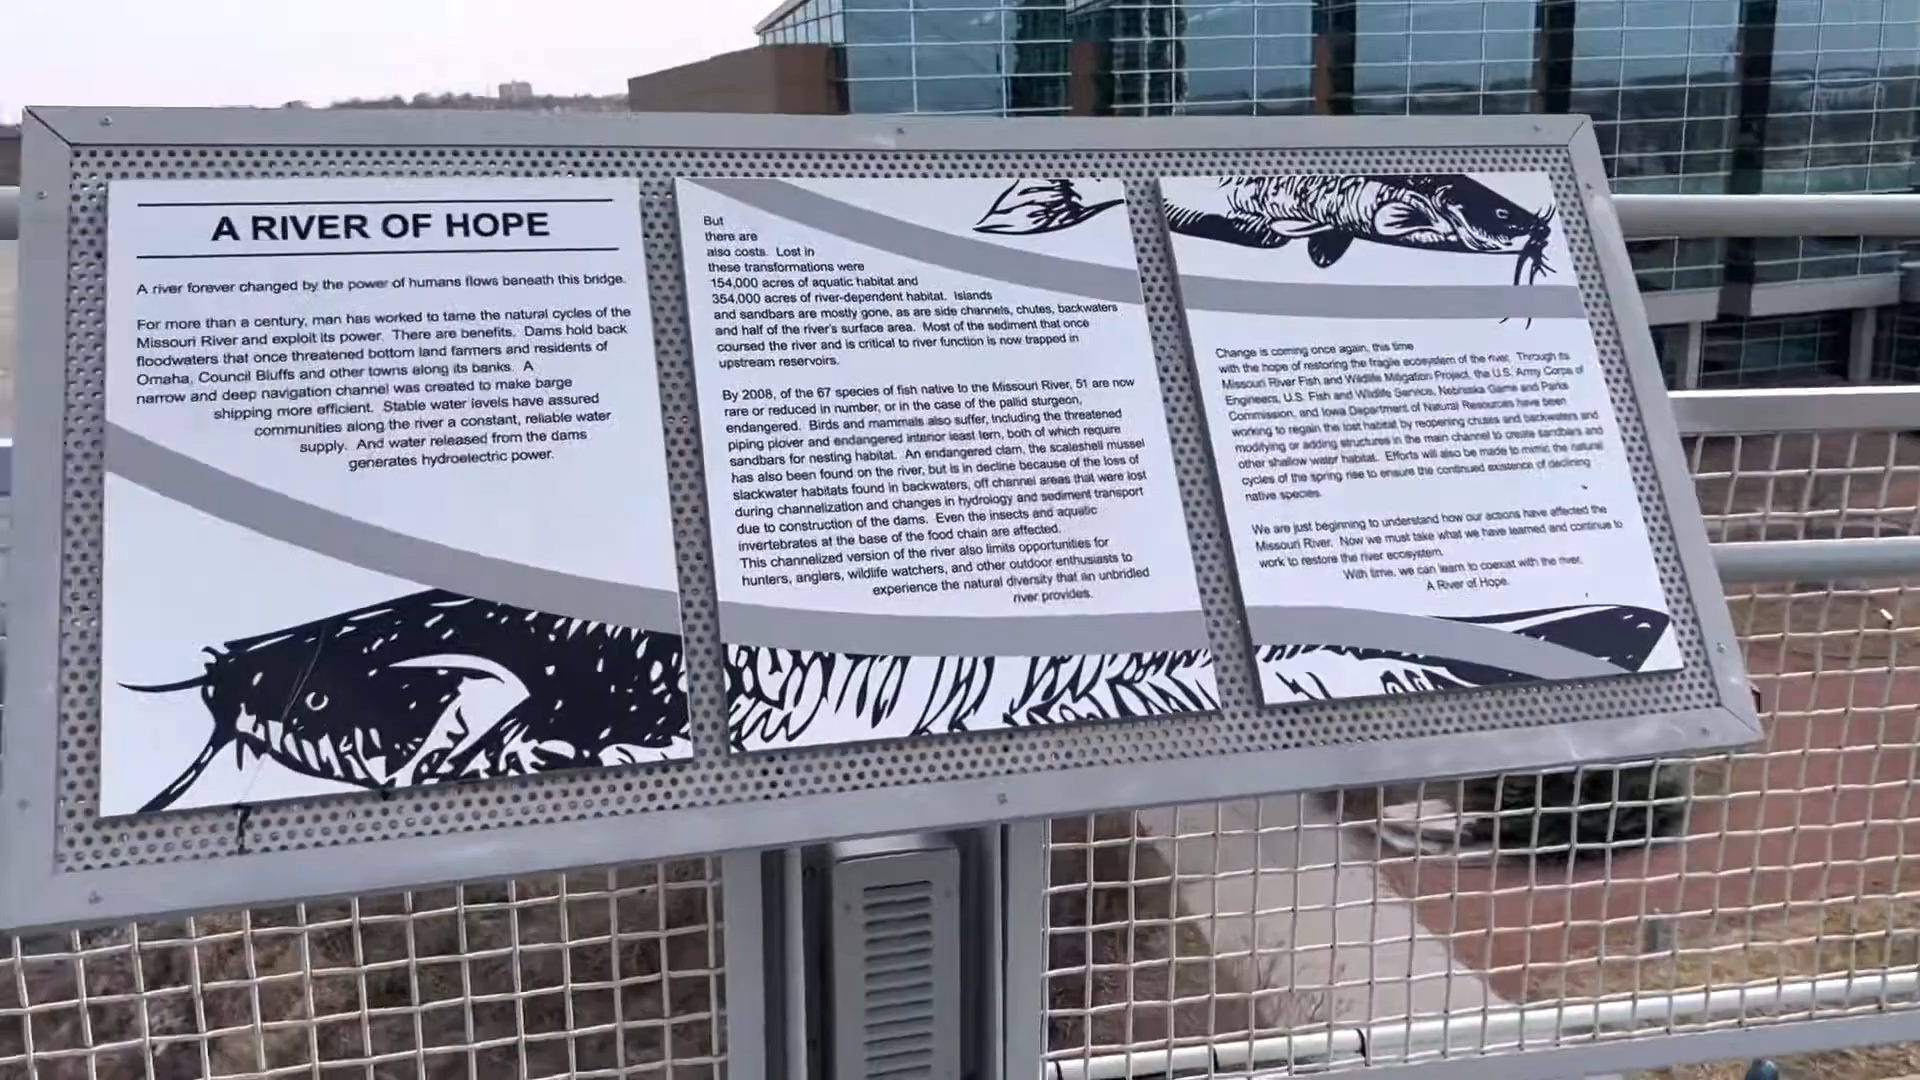 A RIVER OF HOPE
A river forever changed by the power of humans flows beneath this bridge.
For more than a century, man has worked to tame the natural cycles of the
Missouri River and exploit its power. There are benefits. Dams hold back
floodwaters that once threatened bottom land farmers and residents of
Omaha, Council Bluffs and other towns along its banks. A
narrow and deep navigation channel was created to make barge
shipping more efficient. Stable water levels have assured
communities along the river a constant, reliable water
supply. And water released from the dams
generates hydroelectric power.
But
there are
also costs. Lost in
these transformations were
154,000 acres of aquatic habitat and
354,000 acres of river-dependent habitat. Islands
and sandbars are mostly gone, as are side channels, chutes, backwaters
and half of the river's surface area. Most of the sediment that once
coursed the river and is critical to river function is now trapped in
upstream reservoirs.
By 2008, of the 67 species of fish native to the Missouri River, 51 are now
rare or reduced in number, or in the case of the pallid sturgeon,
endangered. Birds and mammals also suffer, including the threatened
piping plover and endangered interior least tern, both of which require
sandbars for nesting habitat. An endangered clam, the scaleshell mussel
has also been found on the river, but is in decline because of the loss of
slackwater habitats found in backwaters, off channel areas that were lost
during channelization and changes in hydrology and sediment transport
due to construction of the dams. Even the insects and aquatic
invertebrates at the base of the food chain are affected.
This channelized version of the river also limits opportunities for
hunters, anglers, wildlife watchers, and other outdoor enthusiasts to
experience the natural diversity that an unbridled
river provides.
Change is coming once again, this time
with the hope of restoring the fragile ecosystem of the river. Through its
Missouri River Fish and Wildlife Mitigation Project, the U.S. Army Corps of
Engineers, U.S. Fish and Wildlife Service, Nebraska Game and Parks
Commission, and Iowa Department of Natural Resources have been
working to regain the lost habitat by reopening chutes and backwaters and
modifying or adding structures in the main channel to create sandbars and
other shallow water habitat. Efforts will also be made to mimic the natural
cycles of the spring rise to ensure the continued existence of declining
native species.
We are just beginning to understand how our actions have affected the
Missouri River. Now we must take what we have learned and continue to
work to restore the river ecosystem.
With time, we can learn to coexist with the river.
A River of Hope.